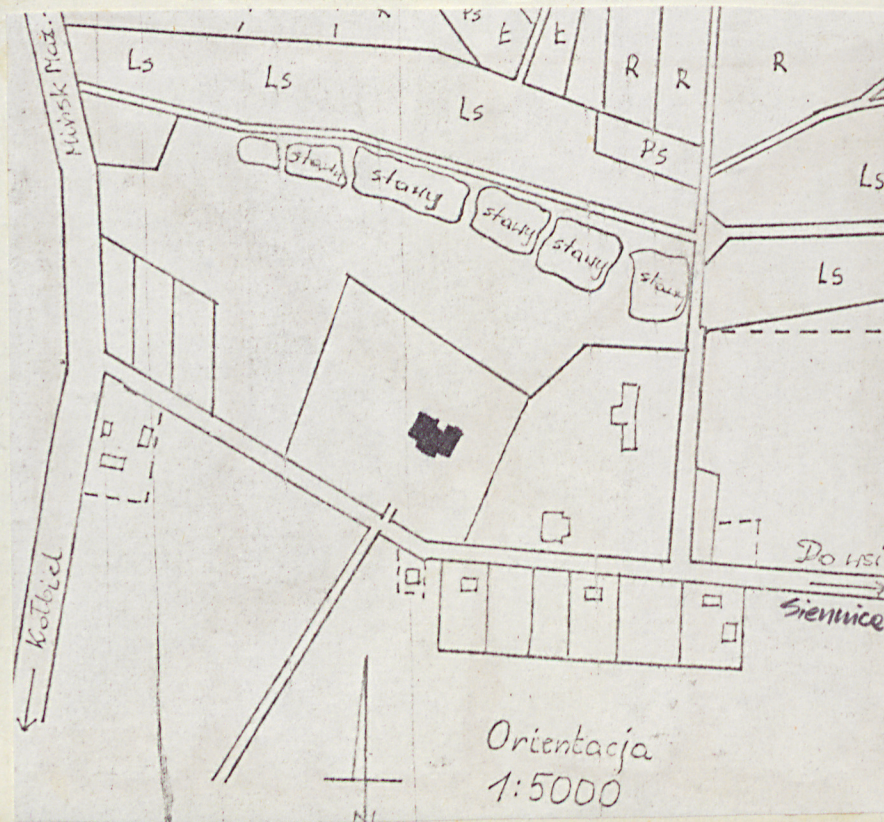 Mińsk Maz.
Ps
Ł
Ł
Ls
Ls
Ls
R
R
R
Ps
Ls
Ls
stawy
stawy
stawy
stawy
stawy
Kołbiel
Do wsi
Siennica
Orientacja
1:5000
N